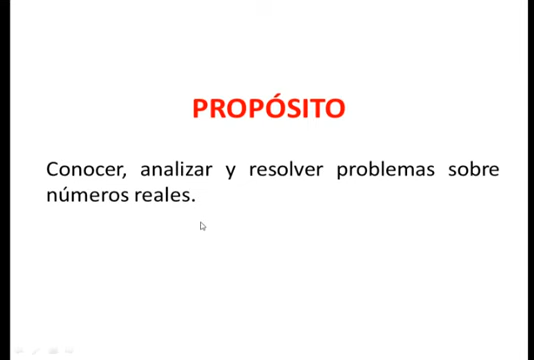 PROPÓSITO
Conocer, analizar y resolver problemas sobre
números reales.